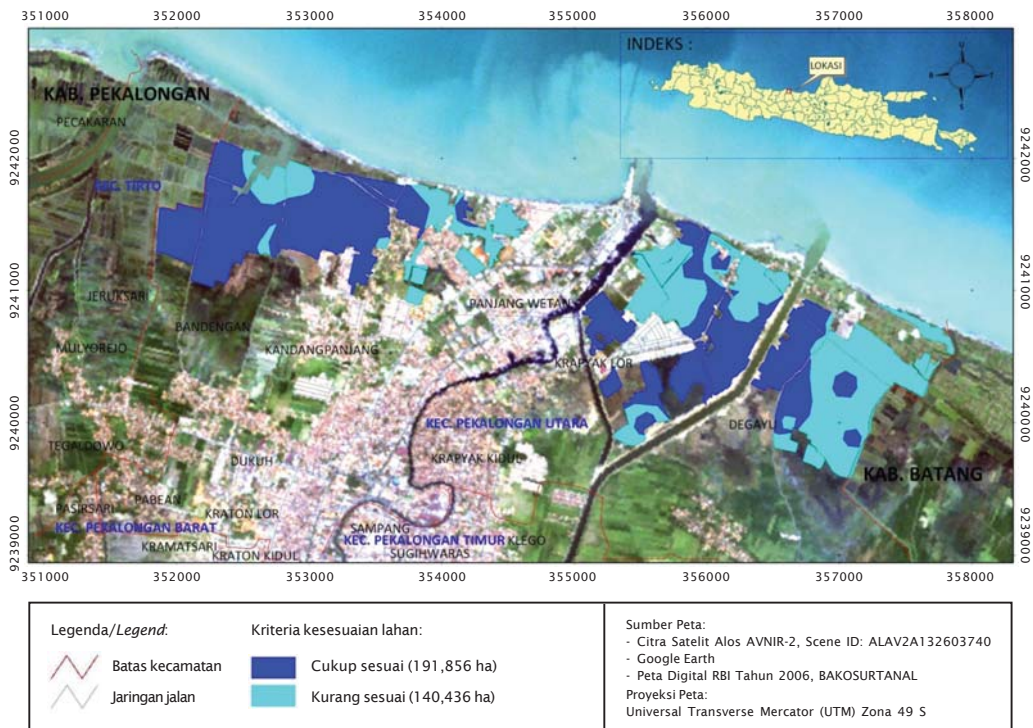 351000 352000 353000 354000 355000 356000 357000 358000
INDEKS :
LOKASI
U
B
T
S
KAB. PEKALONGAN
PECAKARAN
9242000
9242000
KEC. TIRTO
9241000
9241000
JERUKSARI
PANJANG WETAN
BANDENGAN
MULYOREJO
KANDANGPANJANG
KRAPYAK LOR
9240000
9240000
KEC. PEKALONGAN UTARA
DEGAYU
TEGALDOWO
DUKUH
KRAPYAK KIDUL
KAB. BATANG
PABEAN
PASIRSARI
KRATON LOR
KEC. PEKALONGAN BARAT
SAMPANG
KEC. PEKALONGAN TIMUR
KLEGO
KRAMATSARI
KRATON KIDUL
SUGIHWARAS
9239000
9239000
351000 352000 353000 354000 355000 356000 357000 358000
Legenda/Legend:
Batas kecamatan
Jaringan jalan
Kriteria kesesuaian lahan:
Cukup sesuai (191,856 ha)
Kurang sesuai (140,436 ha)
Sumber Peta:
- Citra Satelit Alos AVNIR-2, Scene ID: ALAV2A132603740
- Google Earth
- Peta Digital RBI Tahun 2006, BAKOSURTANAL
Proyeksi Peta:
Universal Transverse Mercator (UTM) Zona 49 S